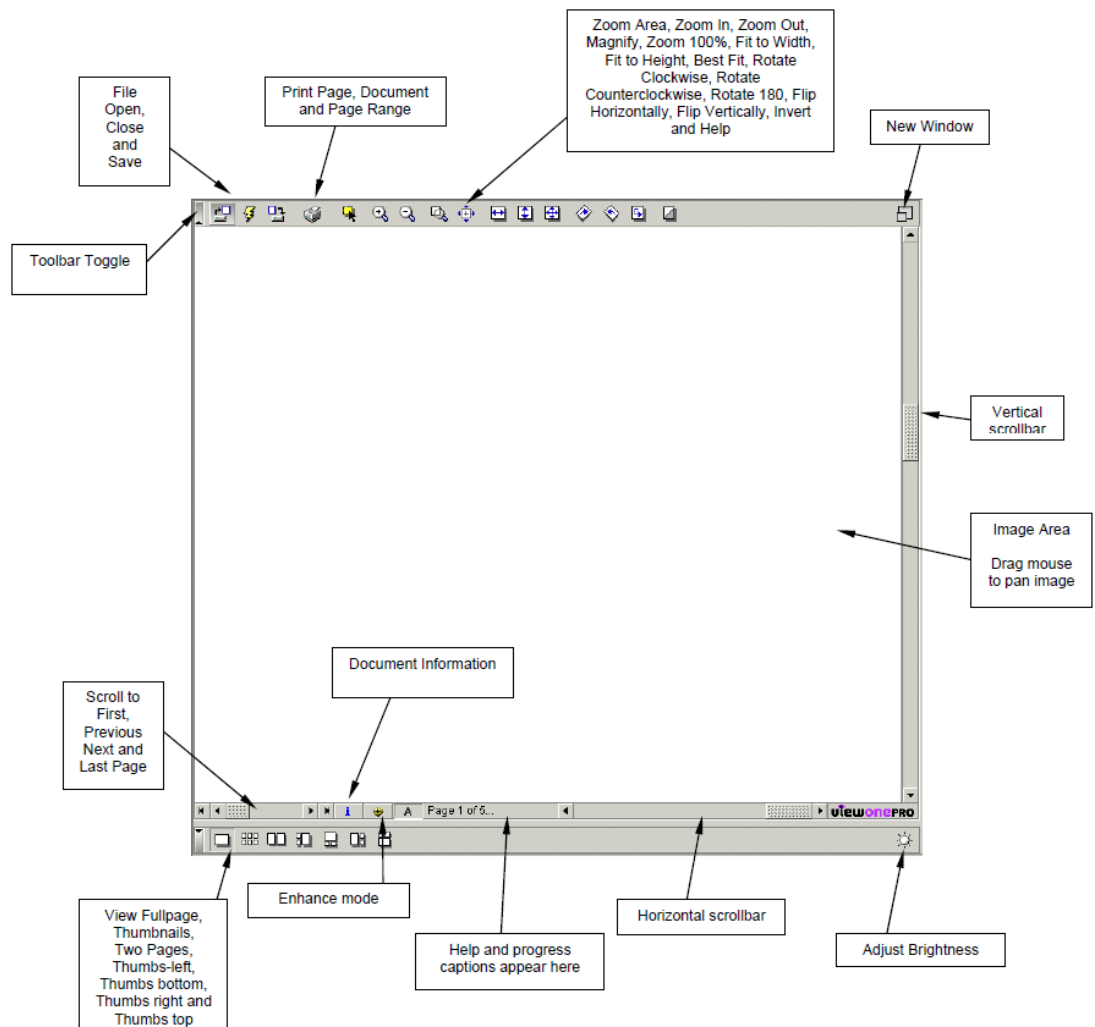 Zoom Area, Zoom In, Zoom Out,
Magnify, Zoom 100%, Fit to Width,
Fit to Height, Best Fit, Rotate
Clockwise, Rotate
Counterclockwise, Rotate 180, Flip
Horizontally, Flip Vertically, Invert
and Help
File
Open,
Close
and
Save
Print Page, Document
and Page Range
New Window
Toolbar Toggle
Vertical
scrollbar
Image Area
Drag mouse
to pan image
Document Information
Scroll to
First,
Previous
Next and
Last Page
i
A
Page 1 of 5...
viewonePRO
Enhance mode
View Fullpage,
Thumbnails,
Two Pages,
Thumbs-left,
Thumbs bottom,
Thumbs right and
Thumbs top
Help and progress
captions appear here
Horizontal scrollbar
Adjust Brightness